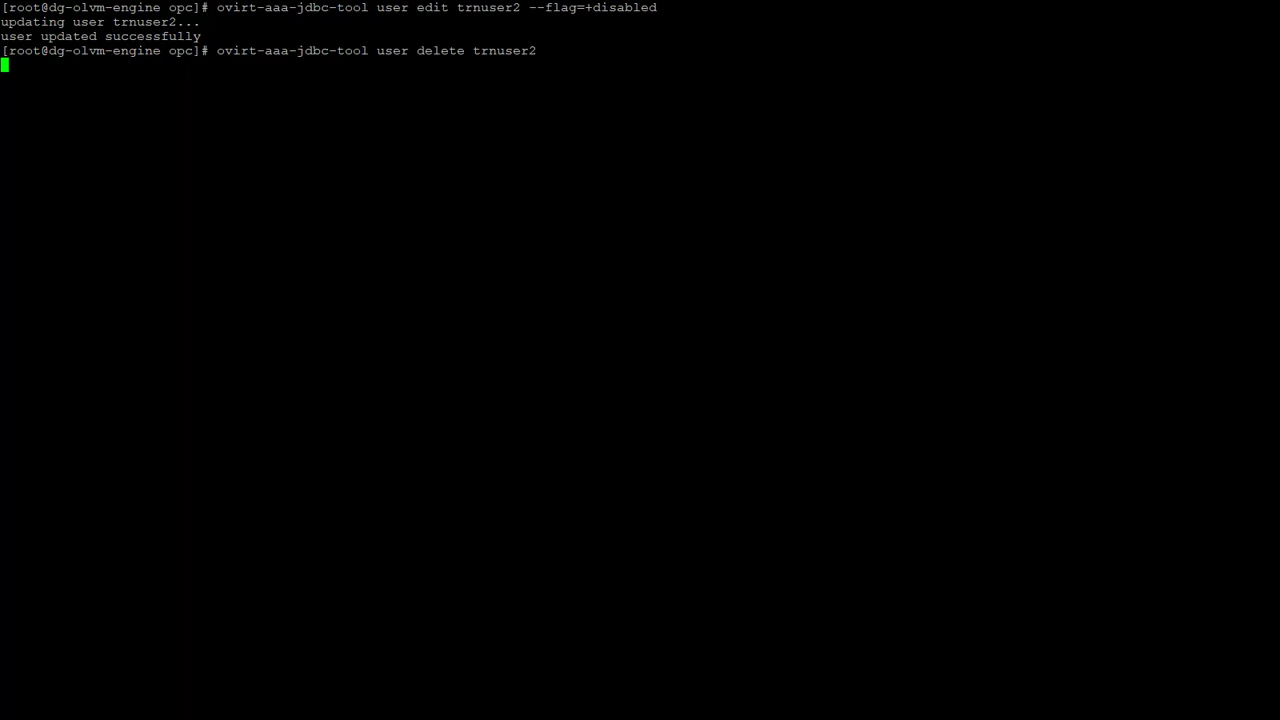 [root@dg-olvm-engine opc]# ovirt-aaa-jdbc-tool user edit trnuser2 --flag=+disabled
updating user trnuser2...
user updated successfully
[root@dg-olvm-engine opc]# ovirt-aaa-jdbc-tool user delete trnuser2